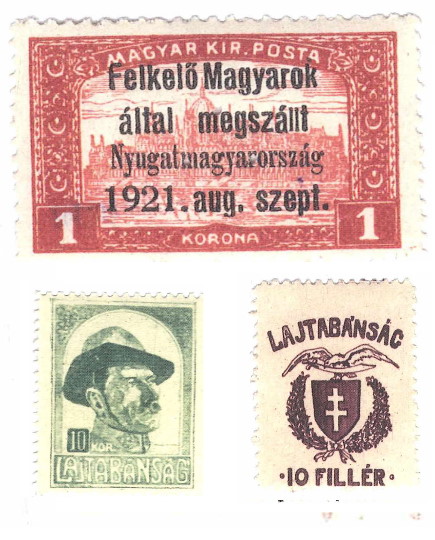 MAGYAR KIR. POSTA
Felkelő Magyarok
által megszállt
Nyugatmagyarország
1921. aug. szept.
1 1
KORONA
10
KOR.
LAJTABÁNSÁG
LAJTABÁNSÁG
·10 FILLÉR·